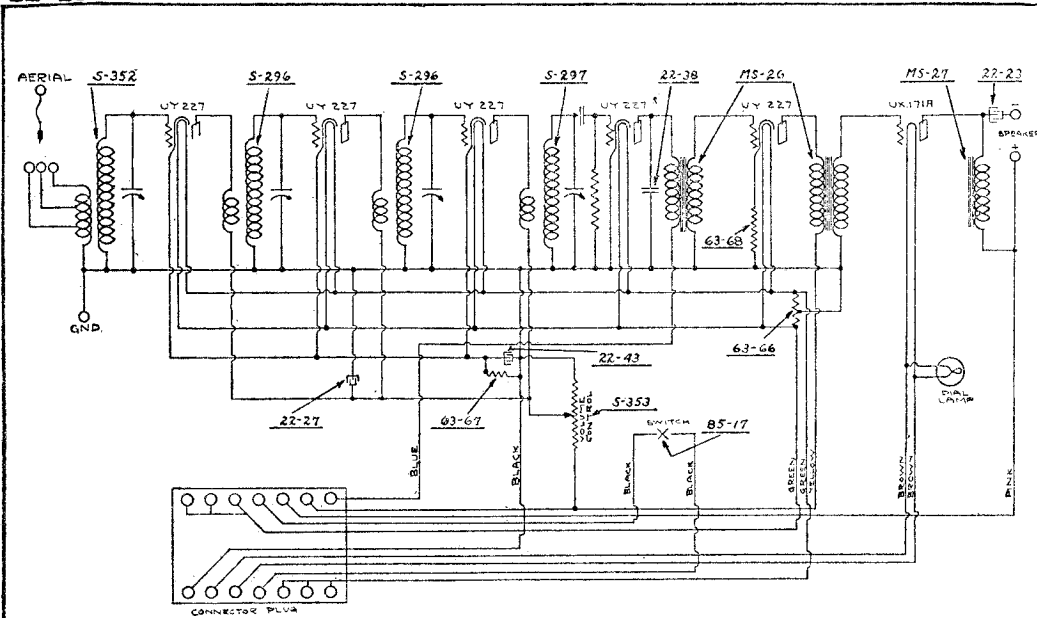 AERIAL
S-352
S-296
S-296
S-297
22-38
MS-26
MS-27
22-23
UY 227
UY 227
UY 227
UY 227
UY 227
UX.171A
SPEAKER
- 
+
63-68
GND.
63-66
22-43
22-27
63-67
S-353
VOLUME
CONTROL
SWITCH
85-17
DIAL
LAMP
BLUE
BLACK
BLACK
BLACK
GREEN
GREEN
YELLOW
BROWN
BROWN
PINK
CONNECTOR PLUG